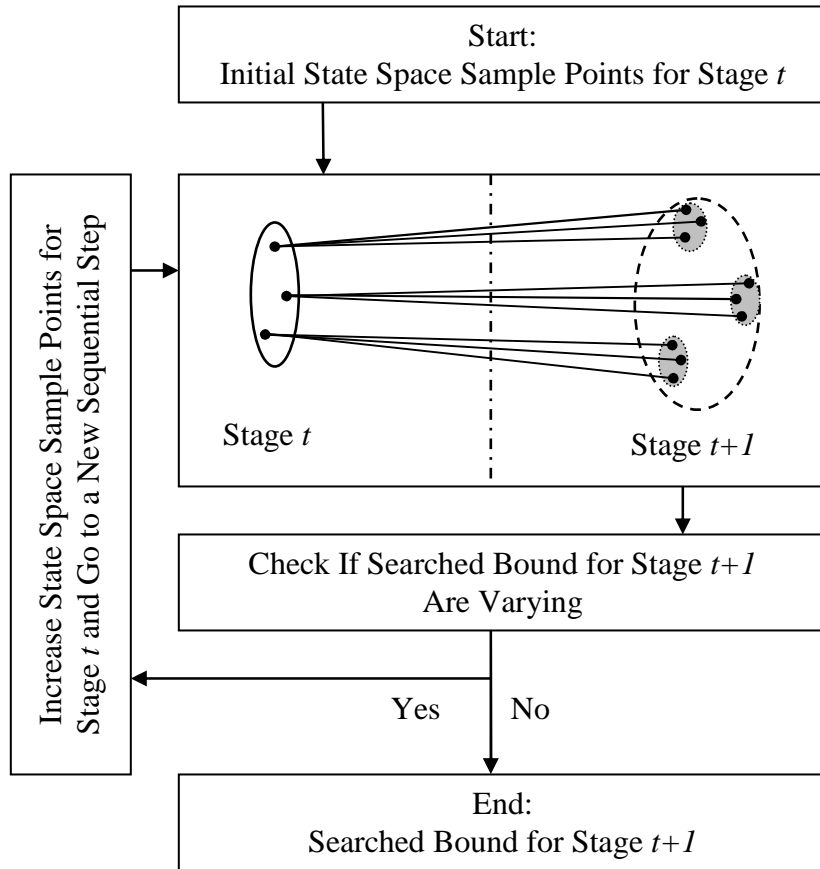 Start:
Initial State Space Sample Points for Stage t
Increase State Space Sample Points for
Stage t and Go to a New Sequential Step
Stage t
Stage t+1
Check If Searched Bound for Stage t+1
Are Varying
Yes
No
End:
Searched Bound for Stage t+1